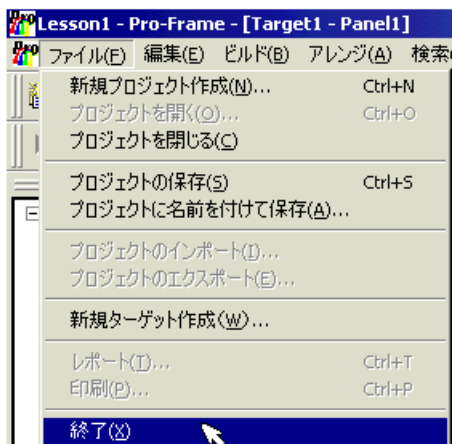 Lesson1 - Pro-Frame - [Target1 - Panel1]
ファイル(F) 編集(E) ビルド(B) アレンジ(A) 検索
新規プロジェクト作成(N)... Ctrl+N
プロジェクトを開く(O)... Ctrl+O
プロジェクトを閉じる(C)
プロジェクトの保存(S) Ctrl+S
プロジェクトに名前を付けて保存(A)...
プロジェクトのインポート(I)...
プロジェクトのエクスポート(E)...
新規ターゲット作成(W)...
レポート(T)... Ctrl+T
印刷(P)... Ctrl+P
終了(X)